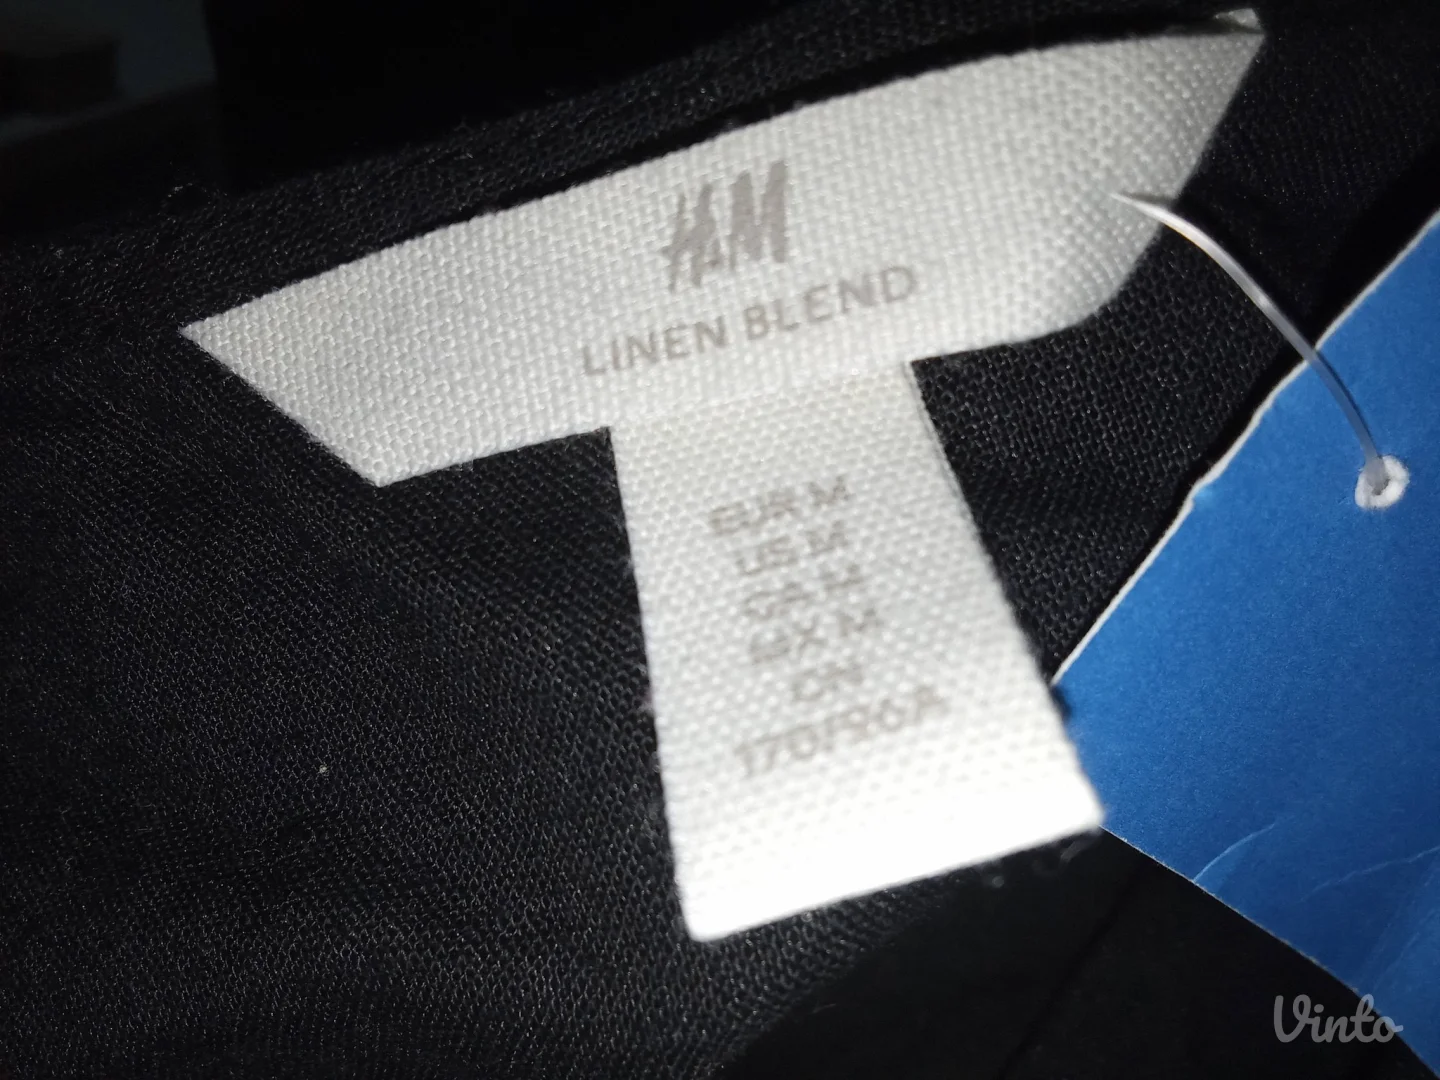 H&M
LINEN BLEND
EUR M
US M
CA M
MX M
CN
170/96A
Vinto